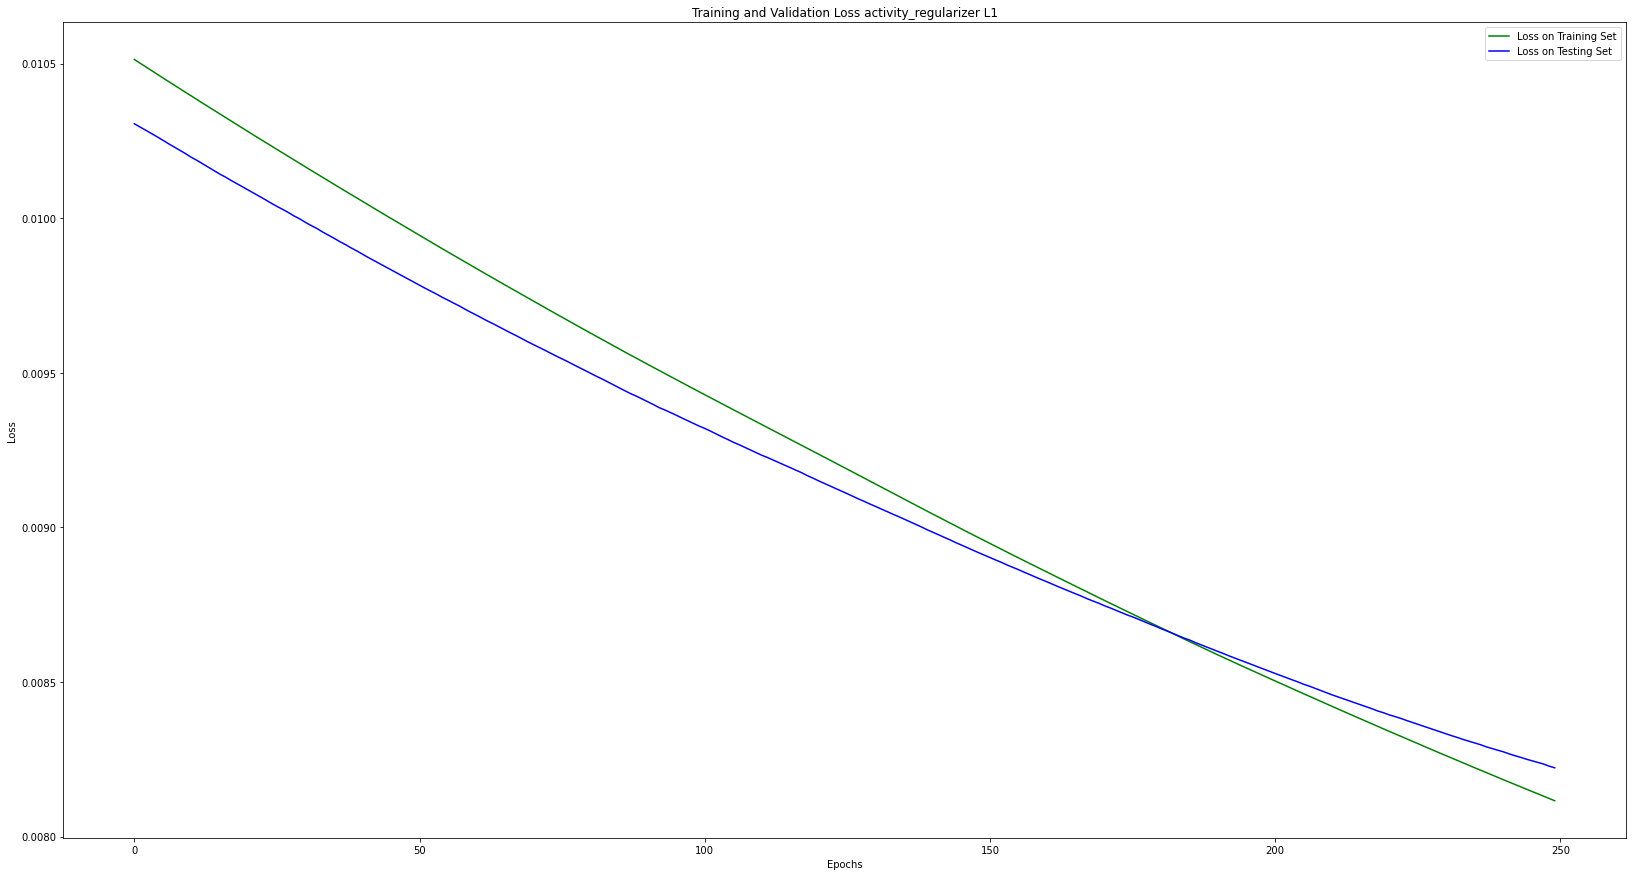 Training and Validation Loss activity_regularizer L1
Loss on Training Set
Loss on Testing Set
0.0105
0.0100
0.0095
0.0090
0.0085
0.0080
Loss
0
50
100
150
200
250
Epochs